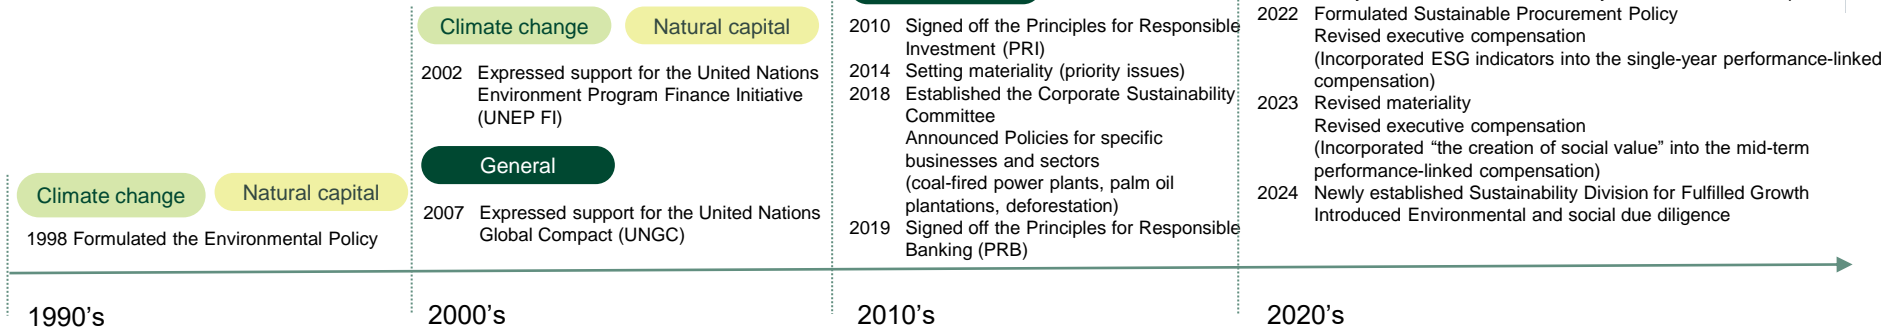 Climate change
Natural capital
1998 Formulated the Environmental Policy
1990's
Climate change
Natural capital
2002 Expressed support for the United Nations
Environment Program Finance Initiative
(UNEP FI)
General
2007 Expressed support for the United Nations
Global Compact (UNGC)
2000's
2010 Signed off the Principles for Responsible
Investment (PRI)
2014 Setting materiality (priority issues)
2018 Established the Corporate Sustainability
Committee
Announced Policies for specific
businesses and sectors
(coal-fired power plants, palm oil
plantations, deforestation)
2019 Signed off the Principles for Responsible
Banking (PRB)
2010's
2022 Formulated Sustainable Procurement Policy
Revised executive compensation
(Incorporated ESG indicators into the single-year performance-linked
compensation)
2023 Revised materiality
Revised executive compensation
(Incorporated “the creation of social value” into the mid-term
performance-linked compensation)
2024 Newly established Sustainability Division for Fulfilled Growth
Introduced Environmental and social due diligence
2020's